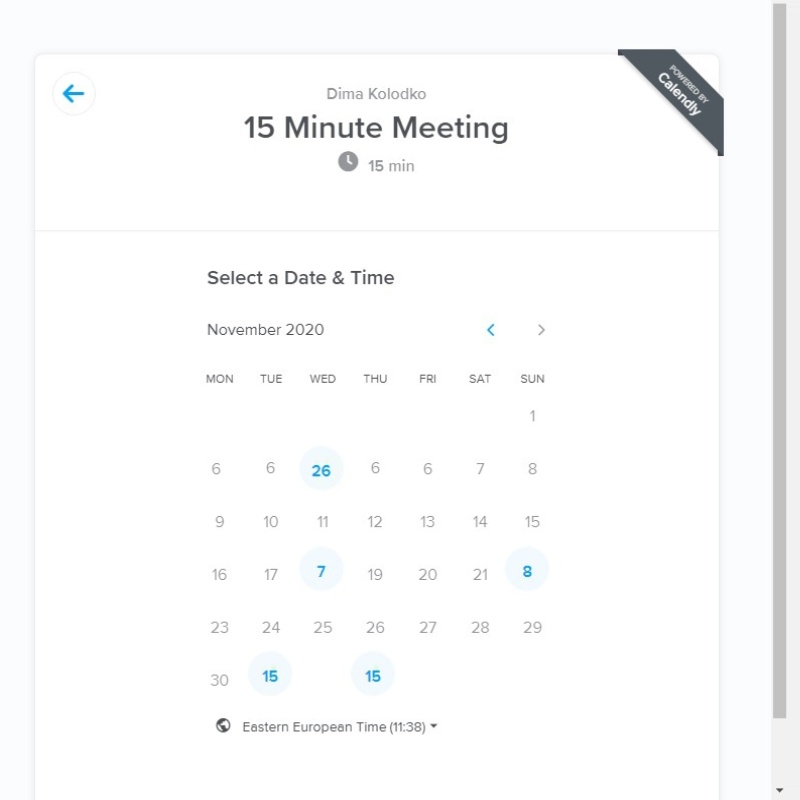 POWERED BY
Calendly
Dima Kolodko
15 Minute Meeting
15 min
Select a Date & Time
November 2020
MON TUE WED THU FRI SAT SUN
1
6 6 26 6 6 7 8
9 10 11 12 13 14 15
16 17 7 19 20 21 8
23 24 25 26 27 28 29
30 15 15
Eastern European Time (11:38)